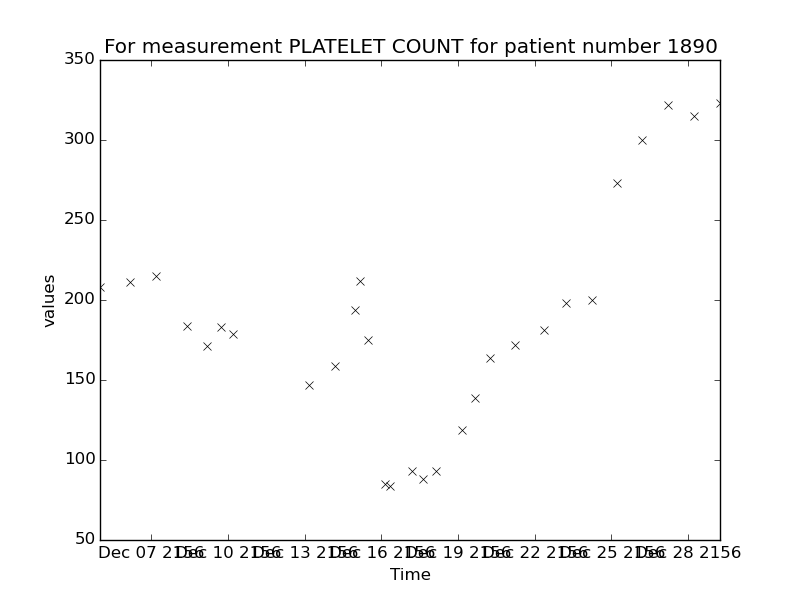 For measurement PLATELET COUNT for patient number 1890
350
300
250
200
150
100
50
values
Dec 07 2156 Dec 10 2156 Dec 13 2156 Dec 16 2156 Dec 19 2156 Dec 22 2156 Dec 25 2156 Dec 28 2156
Time